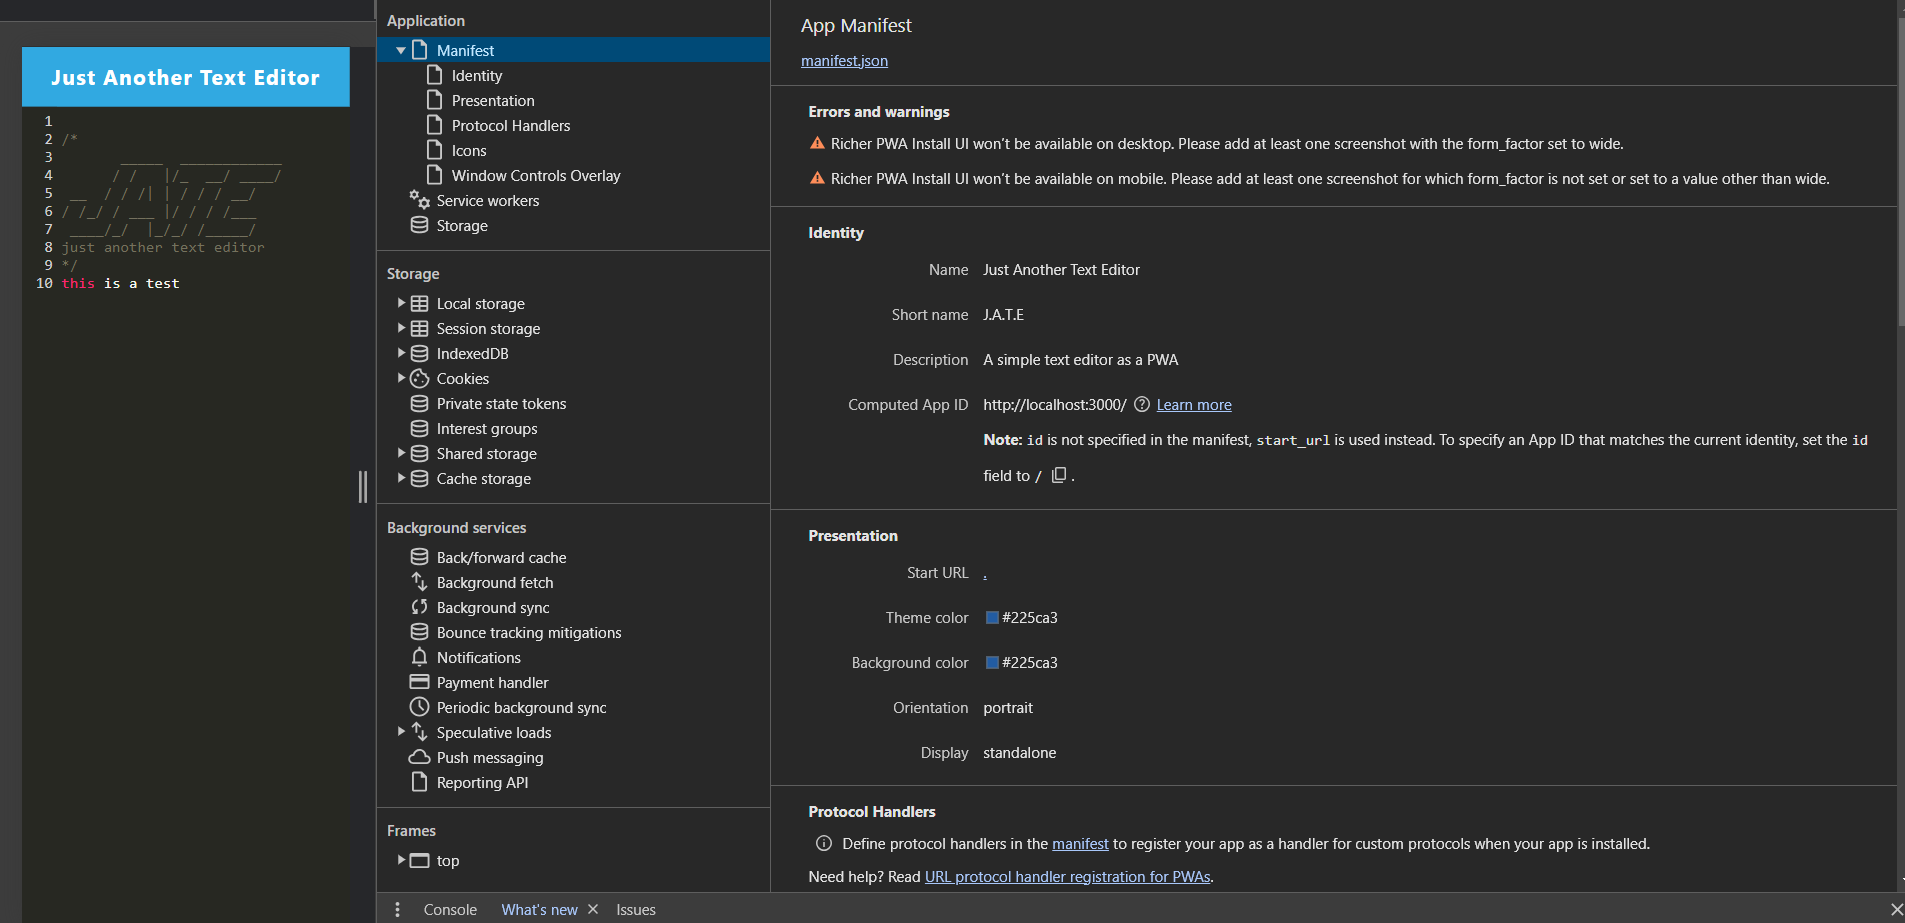 Just Another Text Editor
1
2 /*
3        _____  ____________
4       / /   |/_  __/ ____/
5  __  / / /| | / / / __/
6 / /_/ / ___ |/ / / /___
7  ____/_/  |_/_/ /_____/
8 just another text editor
9 */
10 this is a test
Application
Manifest
Identity
Presentation
Protocol Handlers
Icons
Window Controls Overlay
Service workers
Storage
Storage
Local storage
Session storage
IndexedDB
Cookies
Private state tokens
Interest groups
Shared storage
Cache storage
Background services
Back/forward cache
Background fetch
Background sync
Bounce tracking mitigations
Notifications
Payment handler
Periodic background sync
Speculative loads
Push messaging
Reporting API
Frames
top
App Manifest
manifest.json
Errors and warnings
Richer PWA Install UI won't be available on desktop. Please add at least one screenshot with the form_factor set to wide.
Richer PWA Install UI won't be available on mobile. Please add at least one screenshot for which form_factor is not set or set to a value other than wide.
Identity
Name Just Another Text Editor
Short name J.A.T.E
Description A simple text editor as a PWA
Computed App ID http://localhost:3000/ Learn more
Note: id is not specified in the manifest, start_url is used instead. To specify an App ID that matches the current identity, set the id
field to / .
Presentation
Start URL .
Theme color #225ca3
Background color #225ca3
Orientation portrait
Display standalone
Protocol Handlers
Define protocol handlers in the manifest to register your app as a handler for custom protocols when your app is installed.
Need help? Read URL protocol handler registration for PWAs.
Console What's new Issues